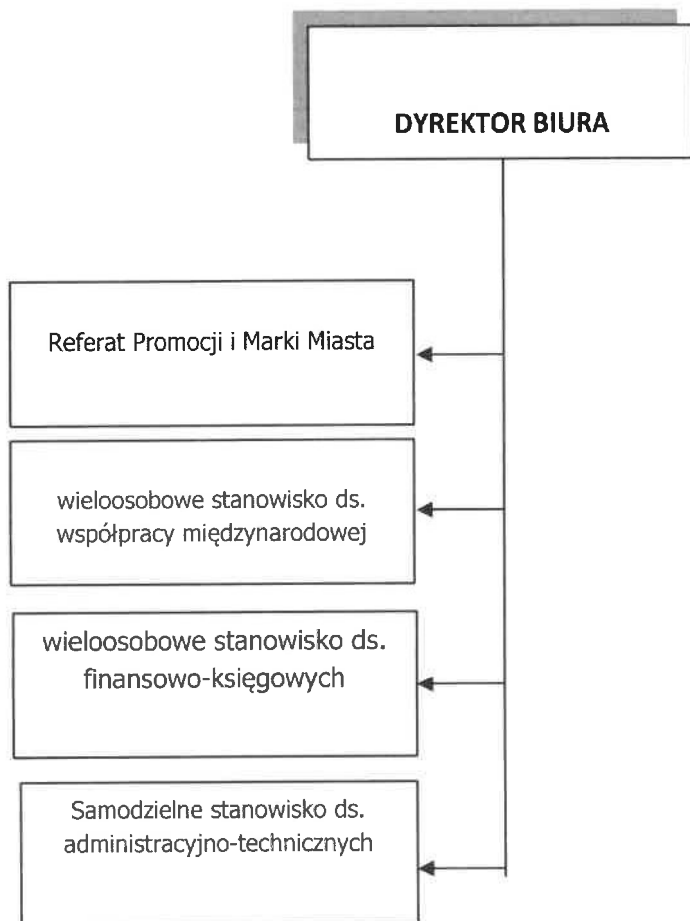 DYREKTOR BIURA
Referat Promocji i Marki Miasta
wieloosobowe stanowisko ds.
współpracy międzynarodowej
wieloosobowe stanowisko ds.
finansowo-księgowych
Samodzielne stanowisko ds.
administracyjno-technicznych